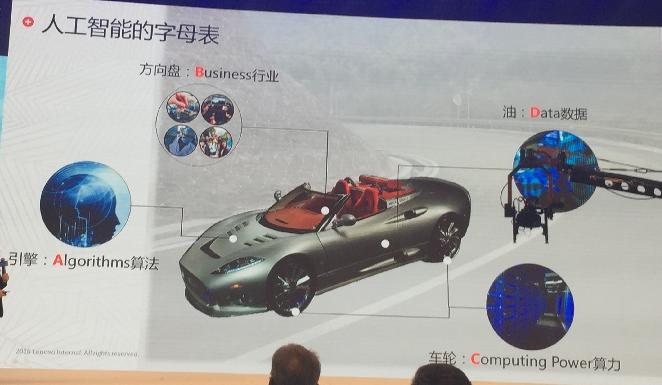 人工智能的字母表
方向盘：Business行业
油：Data数据
引擎：Algorithms算法
车轮：Computing Power算力
2018 Lenovo Internal. All rights reserved.